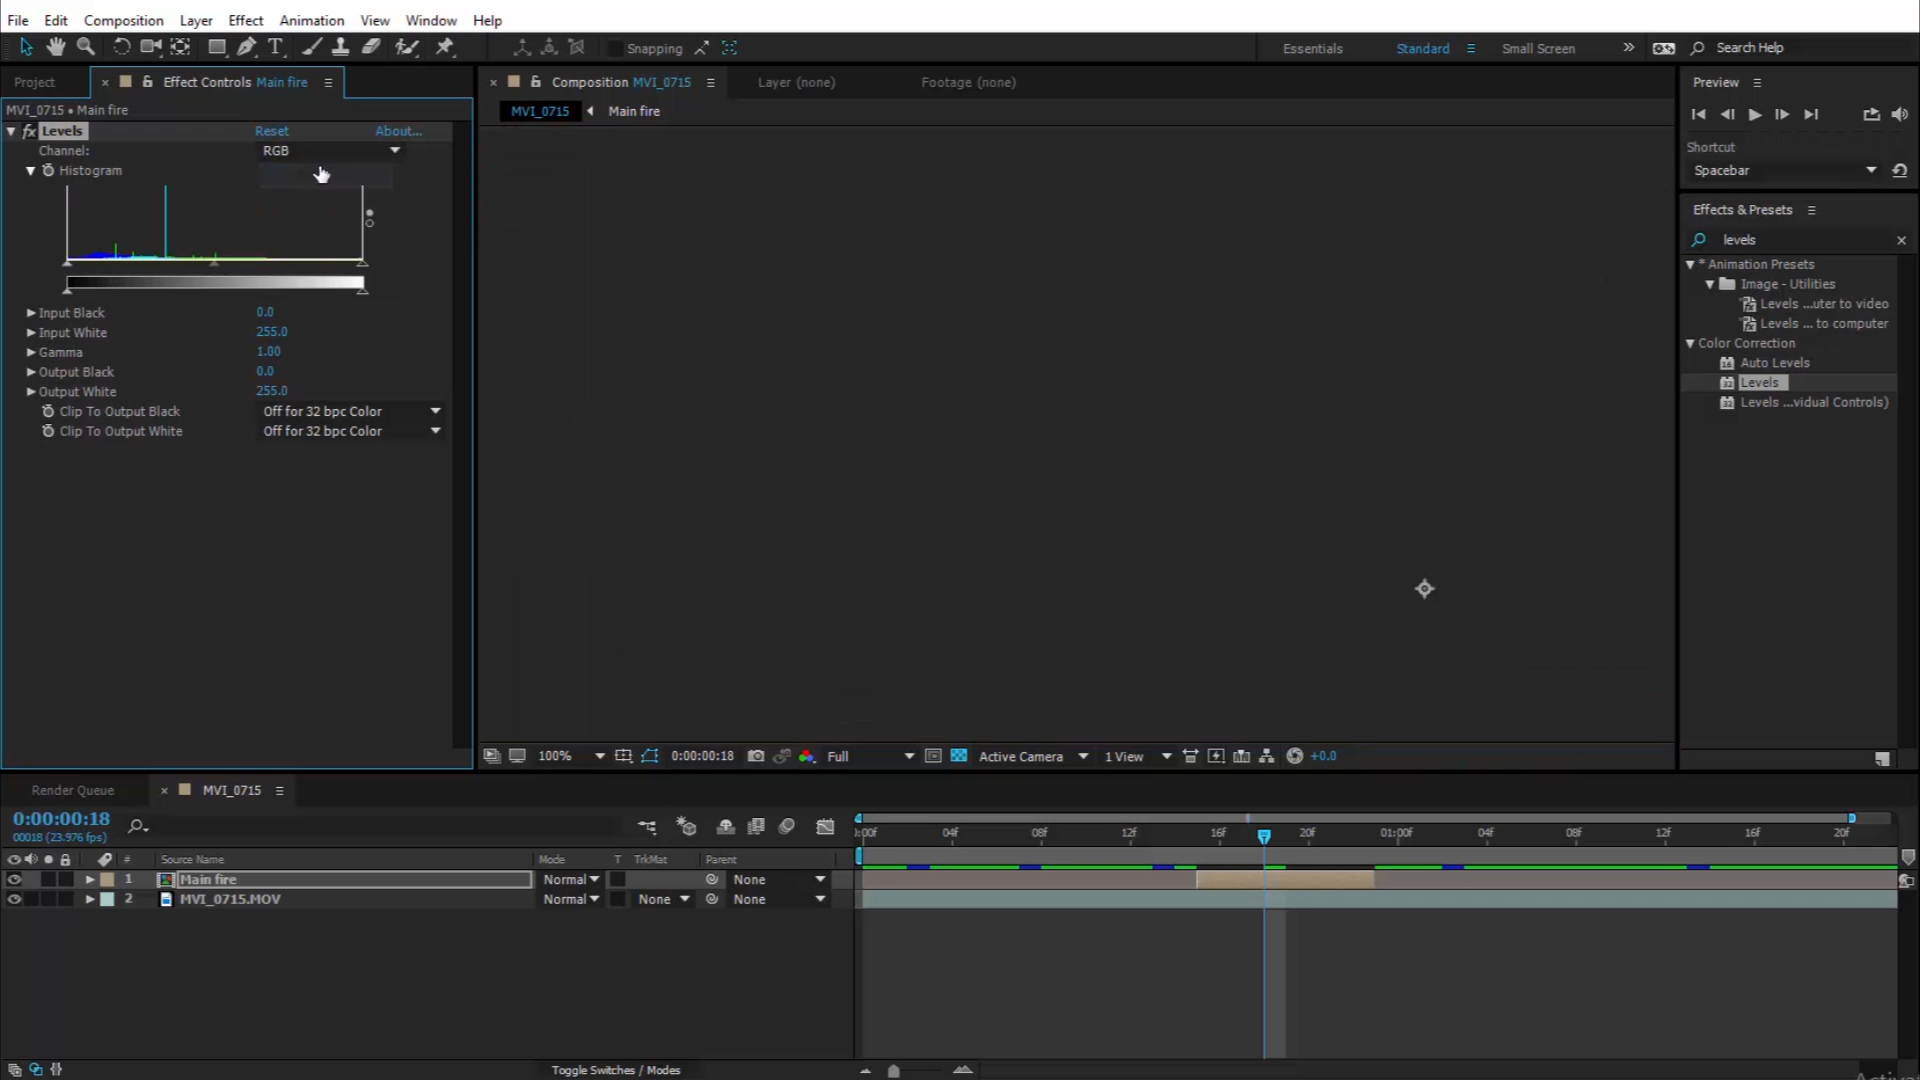 File Edit Composition Layer Effect Animation View Window Help
Snapping Essentials Standard Small Screen Search Help
Project Effect Controls Main fire Composition MVI_0715 Layer (none) Footage (none) Preview
MVI_0715 • Main fire MVI_0715 Main fire
fx Levels Reset About...
Channel: RGB
Histogram
Input Black 0.0
Input White 255.0
Gamma 1.00
Output Black 0.0
Output White 255.0
Clip To Output Black Off for 32 bpc Color
Clip To Output White Off for 32 bpc Color
Shortcut
Spacebar
Effects & Presets
levels
* Animation Presets
Image - Utilities
Levels ...uter to video
Levels ... to computer
Color Correction
Auto Levels
Levels
Levels ...vidual Controls)
100% 0:00:00:18 Full Active Camera 1 View +0.0
Render Queue MVI_0715
0:00:00:18
00018 (23.976 fps)
:00f 04f 08f 12f 16f 20f 01:00f 04f 08f 12f 16f 20f
# Source Name Mode T TrkMat Parent
1 Main fire Normal None
2 MVI_0715.MOV Normal None None
Toggle Switches / Modes